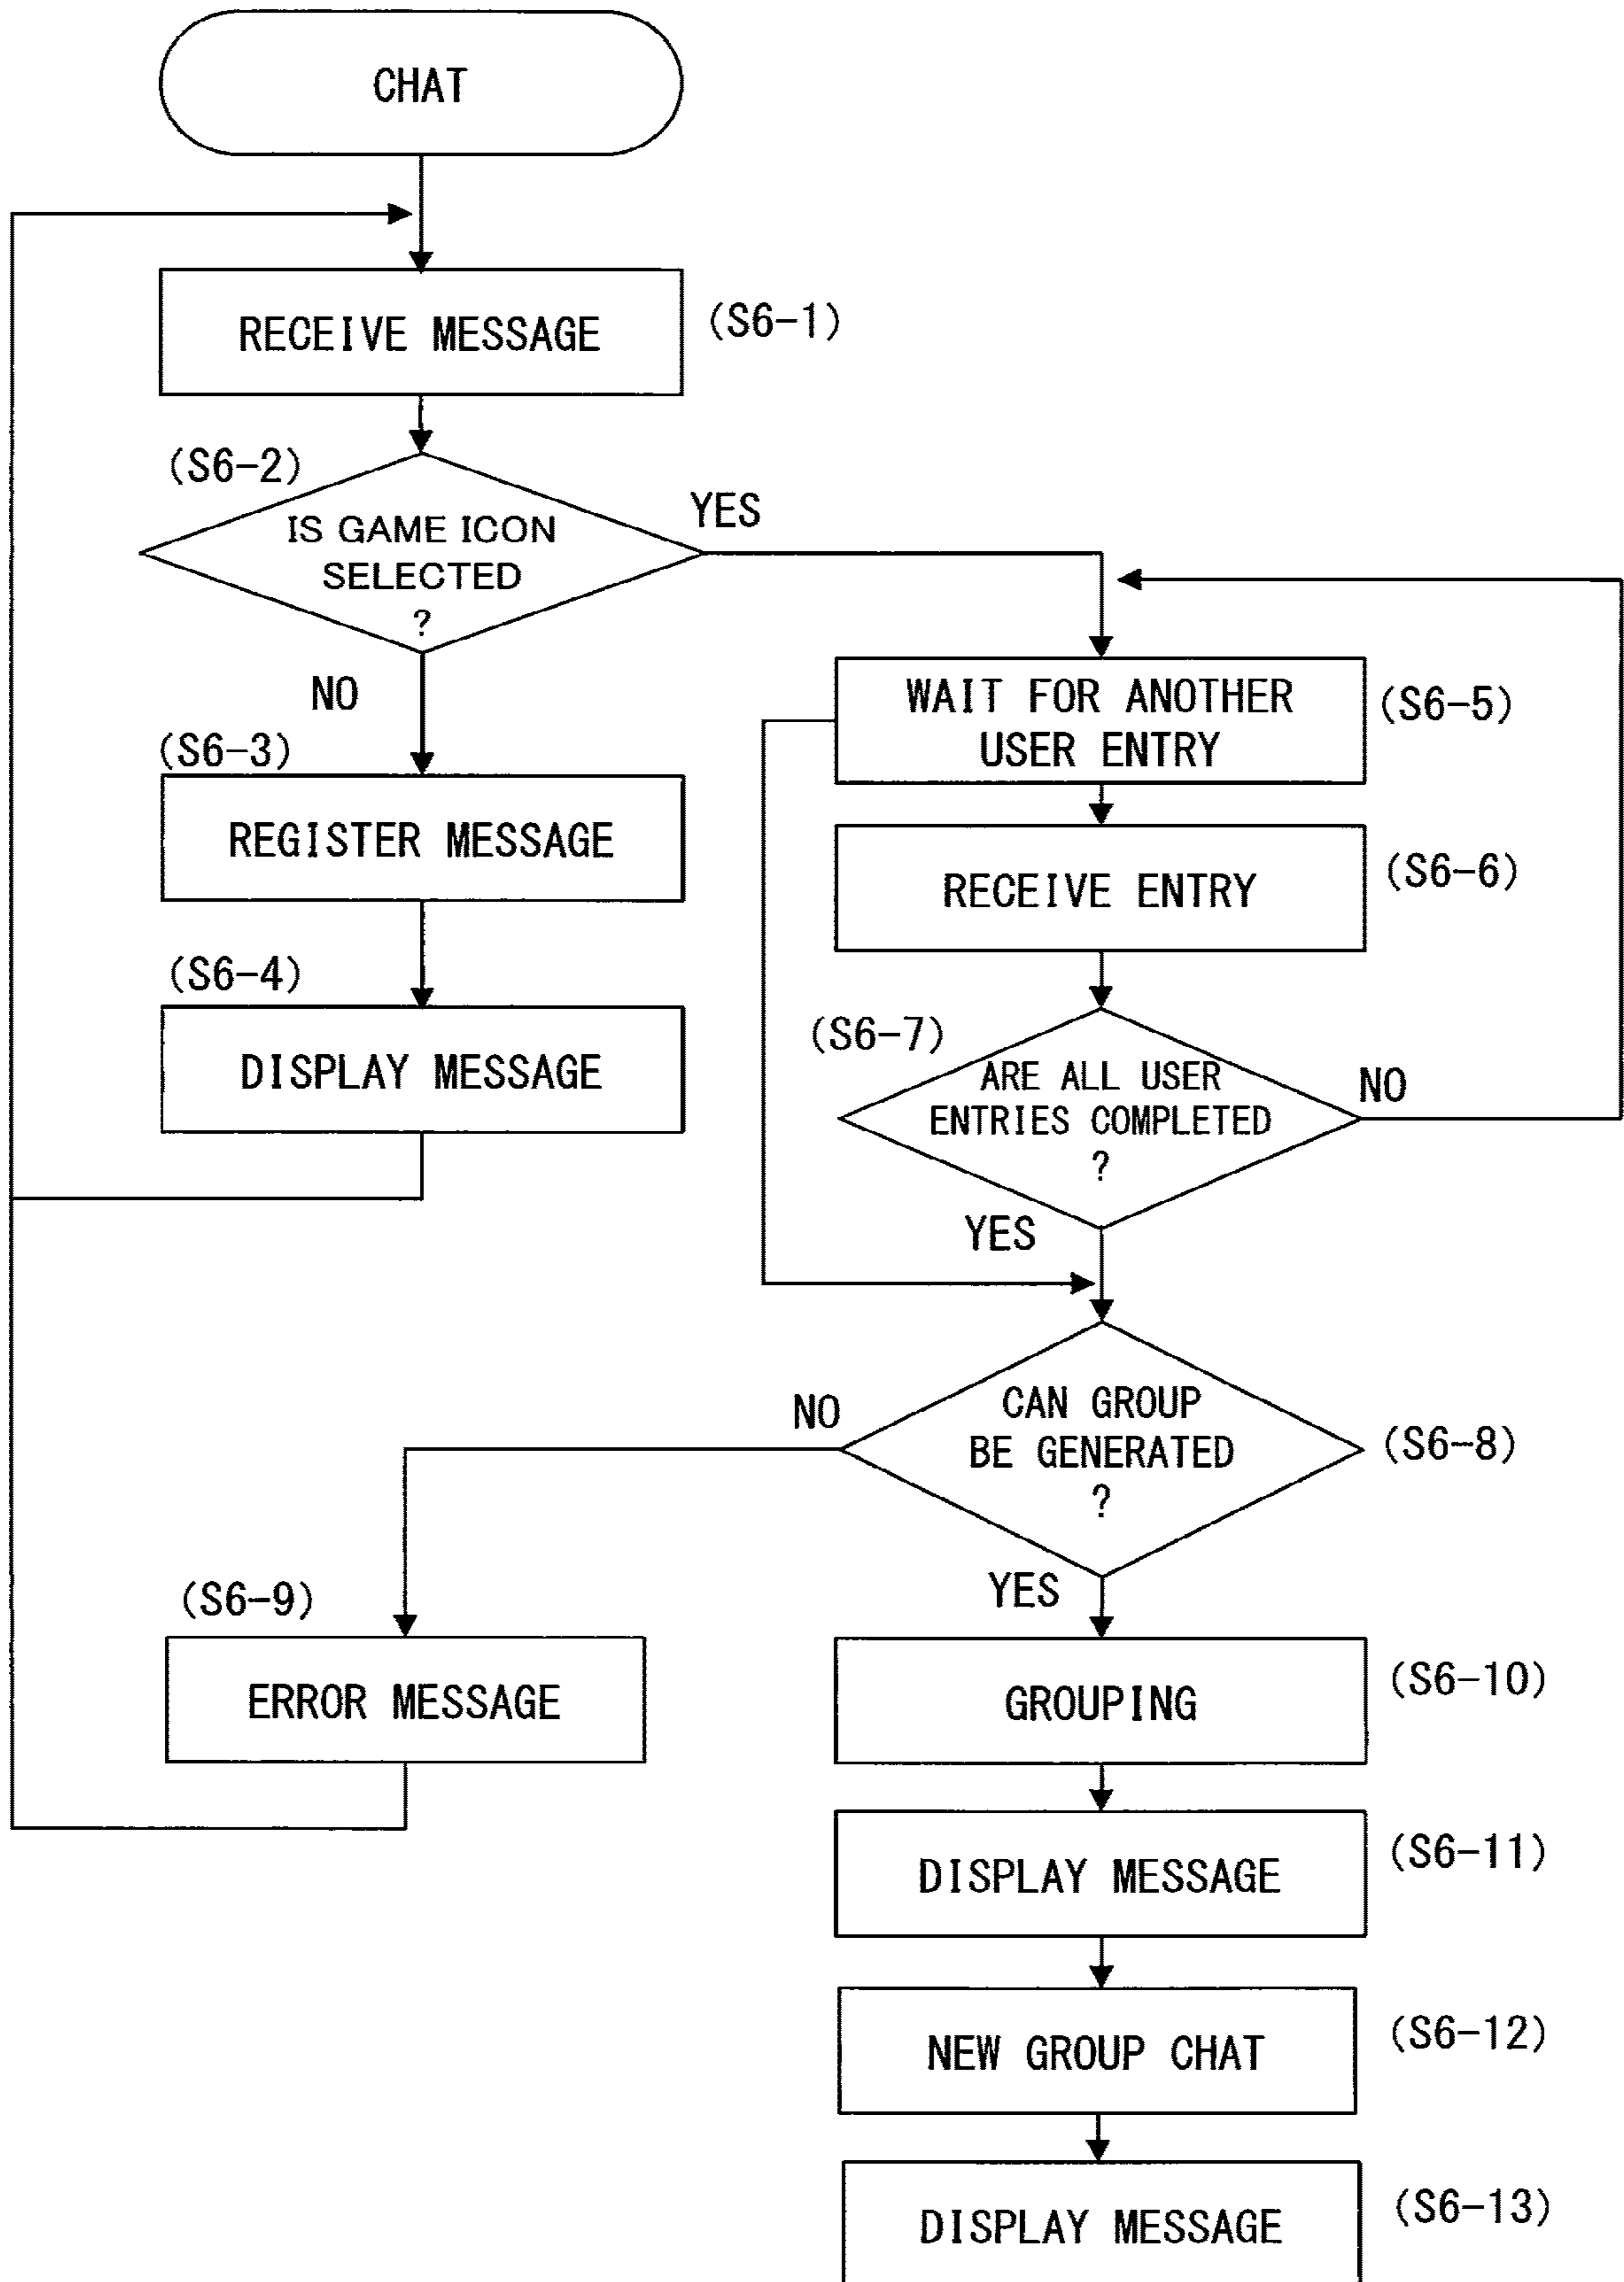 CHAT
RECEIVE MESSAGE
(S6-1)
(S6-2)
IS GAME ICON
SELECTED
?
YES
NO
(S6-3)
REGISTER MESSAGE
(S6-4)
DISPLAY MESSAGE
WAIT FOR ANOTHER
USER ENTRY
(S6-5)
RECEIVE ENTRY
(S6-6)
(S6-7)
ARE ALL USER
ENTRIES COMPLETED
?
NO
YES
CAN GROUP
BE GENERATED
?
(S6-8)
NO
YES
(S6-9)
ERROR MESSAGE
GROUPING
(S6-10)
DISPLAY MESSAGE
(S6-11)
NEW GROUP CHAT
(S6-12)
DISPLAY MESSAGE
(S6-13)